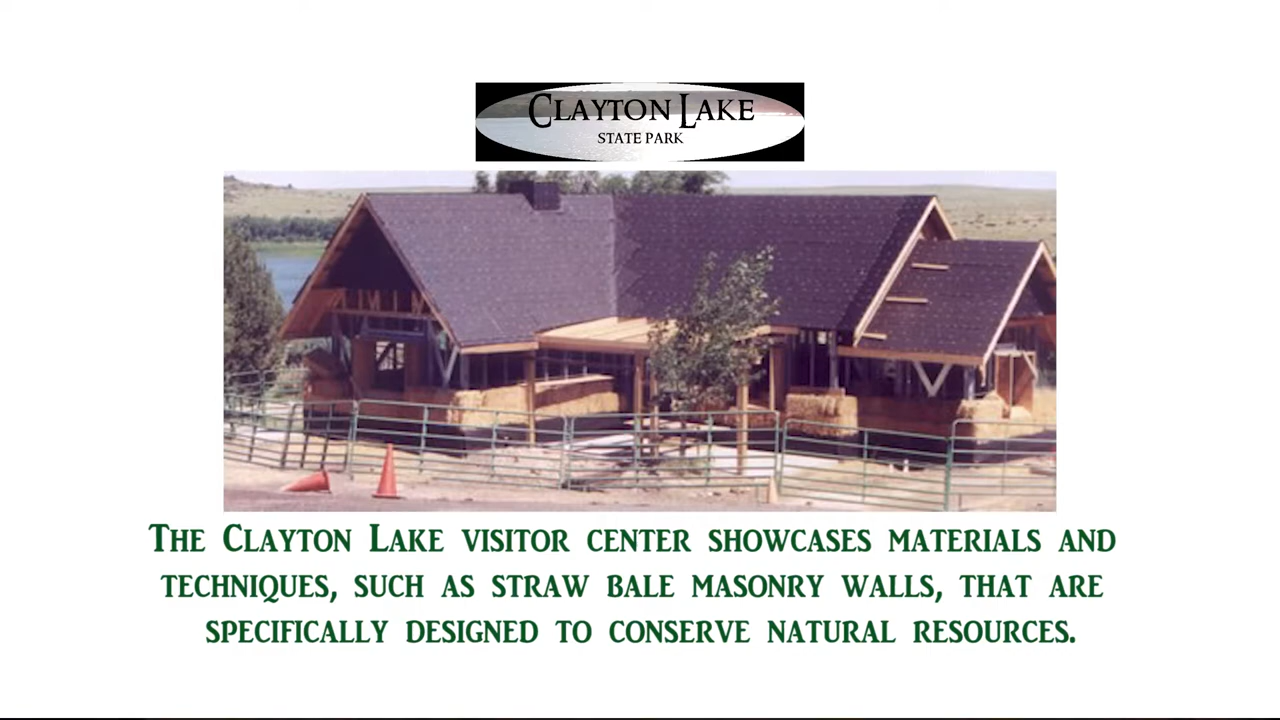 CLAYTON LAKE
STATE PARK
THE CLAYTON LAKE VISITOR CENTER SHOWCASES MATERIALS AND
TECHNIQUES, SUCH AS STRAW BALE MASONRY WALLS, THAT ARE
SPECIFICALLY DESIGNED TO CONSERVE NATURAL RESOURCES.